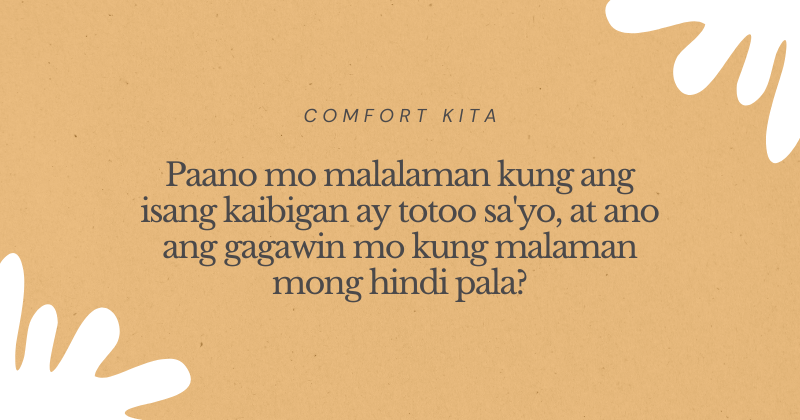 COMFORT KITA
Paano mo malalaman kung ang
isang kaibigan ay totoo sa'yo, at ano
ang gagawin mo kung malaman
mong hindi pala?